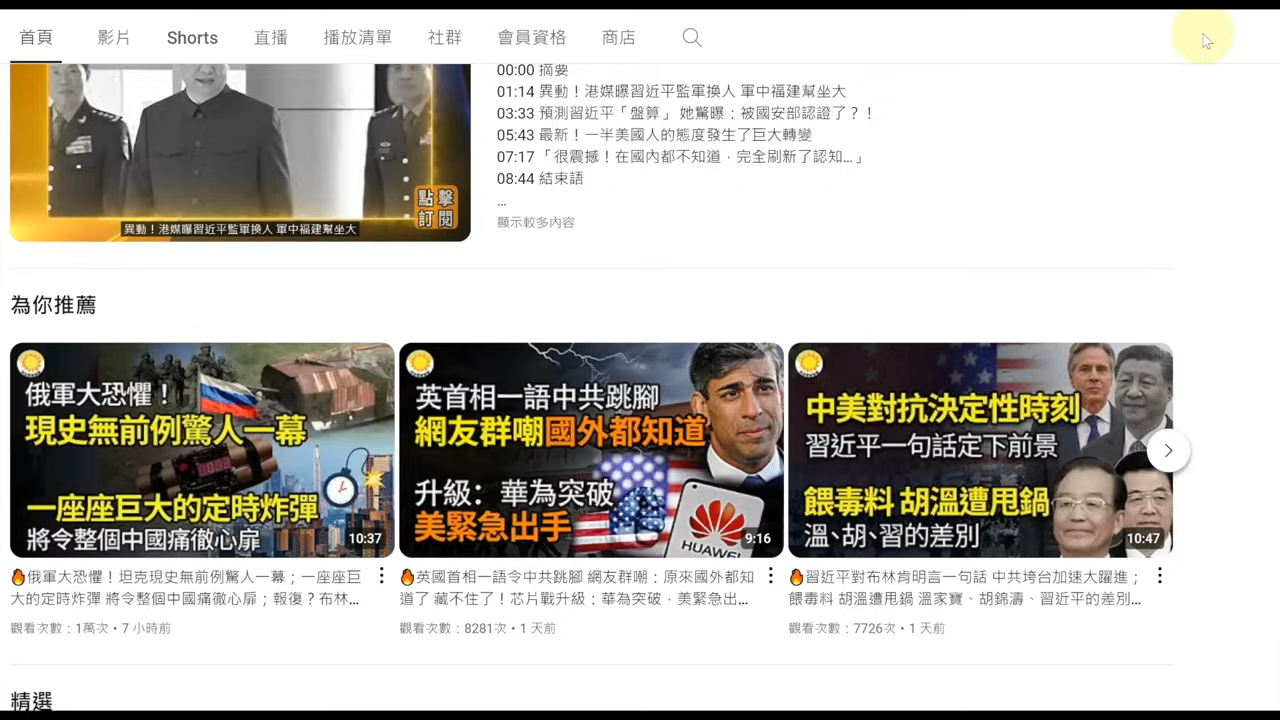 首頁 影片 Shorts 直播 播放清單 社群 會員資格 商店
00:00 摘要
01:14 異動！港媒曝習近平監軍換人 軍中福建幫坐大
03:33 預測習近平「盤算」 她驚曝：被國安部認證了？！
05:43 最新！一半美國人的態度發生了巨大轉變
07:17 「很震撼！在國內都不知道，完全刷新了認知...」
08:44 結束語
...
顯示較多內容
點擊
訂閱
異動！港媒曝習近平監軍換人 軍中福建幫坐大
為你推薦
俄軍大恐懼！
現史無前例驚人一幕
一座座巨大的定時炸彈
將令整個中國痛徹心扉
10:37
英首相一語中共跳腳
網友群嘲國外都知道
升級：華為突破
美緊急出手
HUAWEI
9:16
中美對抗決定性時刻
習近平一句話定下前景
餵毒料 胡溫遭甩鍋
溫、胡、習的差別
10:47
🔥俄軍大恐懼！坦克現史無前例驚人一幕；一座座巨
大的定時炸彈 將令整個中國痛徹心扉；報復？布林...
觀看次數：1萬次・7 小時前
🔥英國首相一語令中共跳腳 網友群嘲：原來國外都知
道了 藏不住了！芯片戰升級：華為突破，美緊急出...
觀看次數：8281次・1 天前
🔥習近平對布林肯明言一句話 中共垮台加速大躍進；
餵毒料 胡溫遭甩鍋 溫家寶、胡錦濤、習近平的差別...
觀看次數：7726次・1 天前
精選